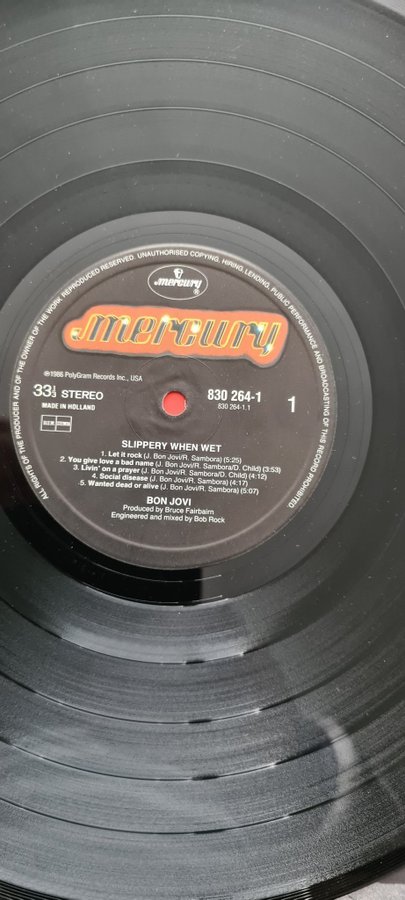 ALL RIGHTS OF THE PRODUCER AND OF THE OWNER OF THE WORK REPRODUCED RESERVED. UNAUTHORISED COPYING, HIRING, LENDING, PUBLIC PERFORMANCE AND BROADCASTING OF THIS RECORD PROHIBITED
mercury ®
mercury
℗1986 PolyGram Records Inc., USA
33⅓ STEREO
MADE IN HOLLAND
830 264-1
830 264-1.1
1
SLIPPERY WHEN WET
1. Let it rock (J. Bon Jovi/R. Sambora) (5:25)
2. You give love a bad name (J. Bon Jovi/R. Sambora/D. Child) (3:53)
3. Livin' on a prayer (J. Bon Jovi/R. Sambora/D. Child) (4:12)
4. Social disease (J. Bon Jovi/R. Sambora) (4:17)
5. Wanted dead or alive (J. Bon Jovi/R. Sambora) (5:07)
BON JOVI
Produced by Bruce Fairbairn
Engineered and mixed by Bob Rock